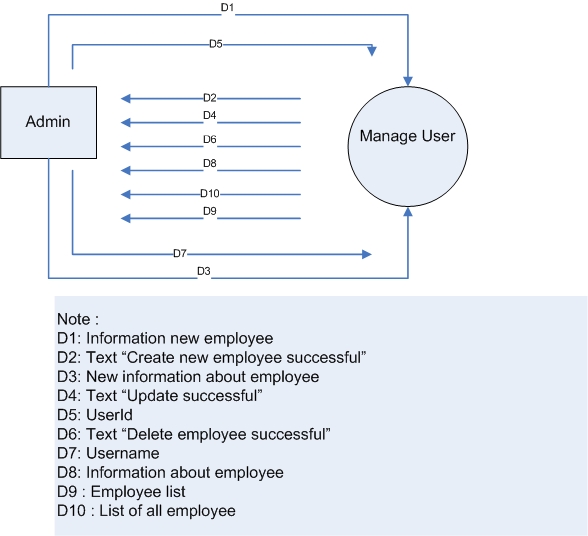 D1
D5
Admin
Manage User
D2
D4
D6
D8
D10
D9
D7
D3
Note :
D1: Information new employee
D2: Text “Create new employee successful”
D3: New information about employee
D4: Text “Update successful”
D5: UserId
D6: Text “Delete employee successful”
D7: Username
D8: Information about employee
D9 : Employee list
D10 : List of all employee